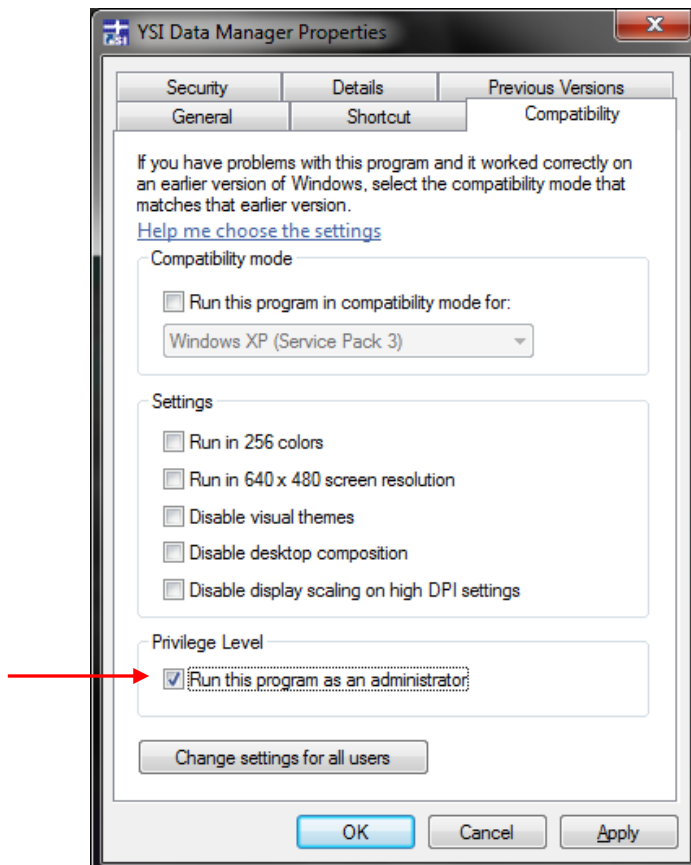 YSI Data Manager Properties
Security Details Previous Versions
General Shortcut Compatibility
If you have problems with this program and it worked correctly on
an earlier version of Windows, select the compatibility mode that
matches that earlier version.
Help me choose the settings
Compatibility mode
Run this program in compatibility mode for:
Windows XP (Service Pack 3)
Settings
Run in 256 colors
Run in 640 x 480 screen resolution
Disable visual themes
Disable desktop composition
Disable display scaling on high DPI settings
Privilege Level
Run this program as an administrator
Change settings for all users
OK Cancel Apply